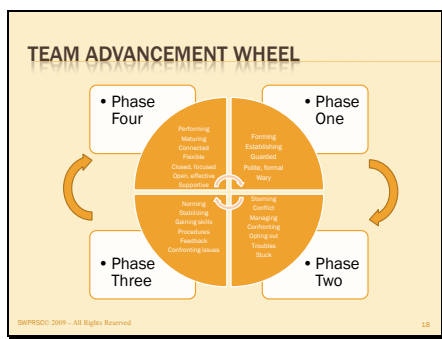 TEAM ADVANCEMENT WHEEL
• Phase
Four
• Phase
One
Performing
Maturing
Connected
Flexible
Closed, focused
Open, effective
Supportive
Forming
Establishing
Guarded
Polite, formal
Wary
Norming
Stabilizing
Gaining skills
Procedures
Feedback
Confronting issues
Storming
Conflict
Managing
Confronting
Opting out
Troubles
Stuck
• Phase
Three
• Phase
Two
SWPRSC© 2009 – All Rights Reserved
18